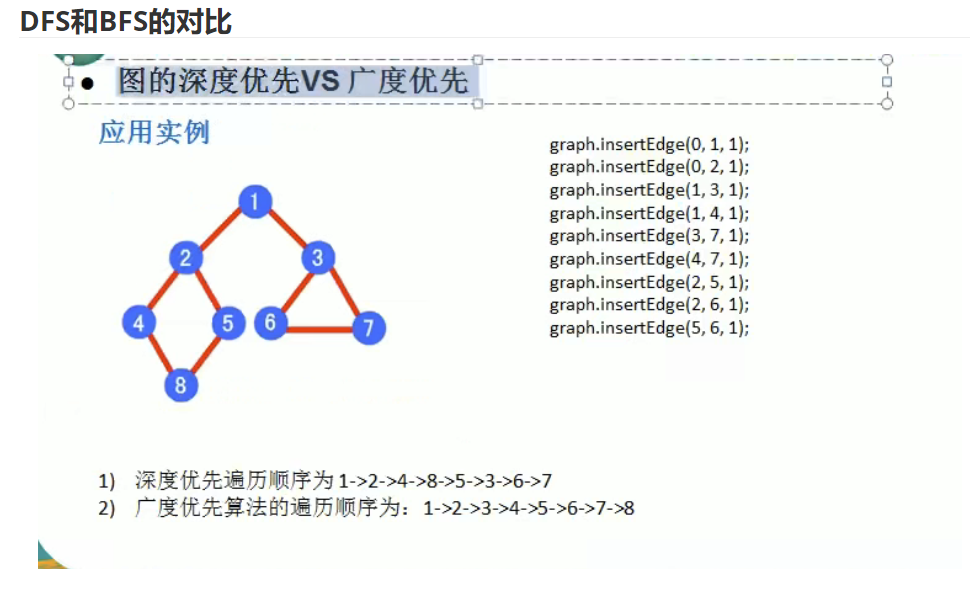 DFS和BFS的对比
● 图的深度优先VS 广度优先
应用实例
graph.insertEdge(0, 1, 1);
graph.insertEdge(0, 2, 1);
graph.insertEdge(1, 3, 1);
graph.insertEdge(1, 4, 1);
graph.insertEdge(3, 7, 1);
graph.insertEdge(4, 7, 1);
graph.insertEdge(2, 5, 1);
graph.insertEdge(2, 6, 1);
graph.insertEdge(5, 6, 1);
1
2 3
4 5 6 7
8
1) 深度优先遍历顺序为 1->2->4->8->5->3->6->7
2) 广度优先算法的遍历顺序为：1->2->3->4->5->6->7->8